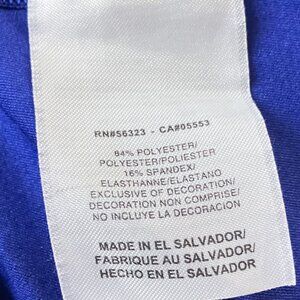 RN#56323 - CA#05553
84% POLYESTER/
POLYESTER/POLIESTER
16% SPANDEX/
ELASTHANNE/ELASTANO
EXCLUSIVE OF DECORATION/
DECORATION NON COMPRISE/
NO INCLUYE LA DECORACION
MADE IN EL SALVADOR/
FABRIQUE AU SALVADOR/
HECHO EN EL SALVADOR